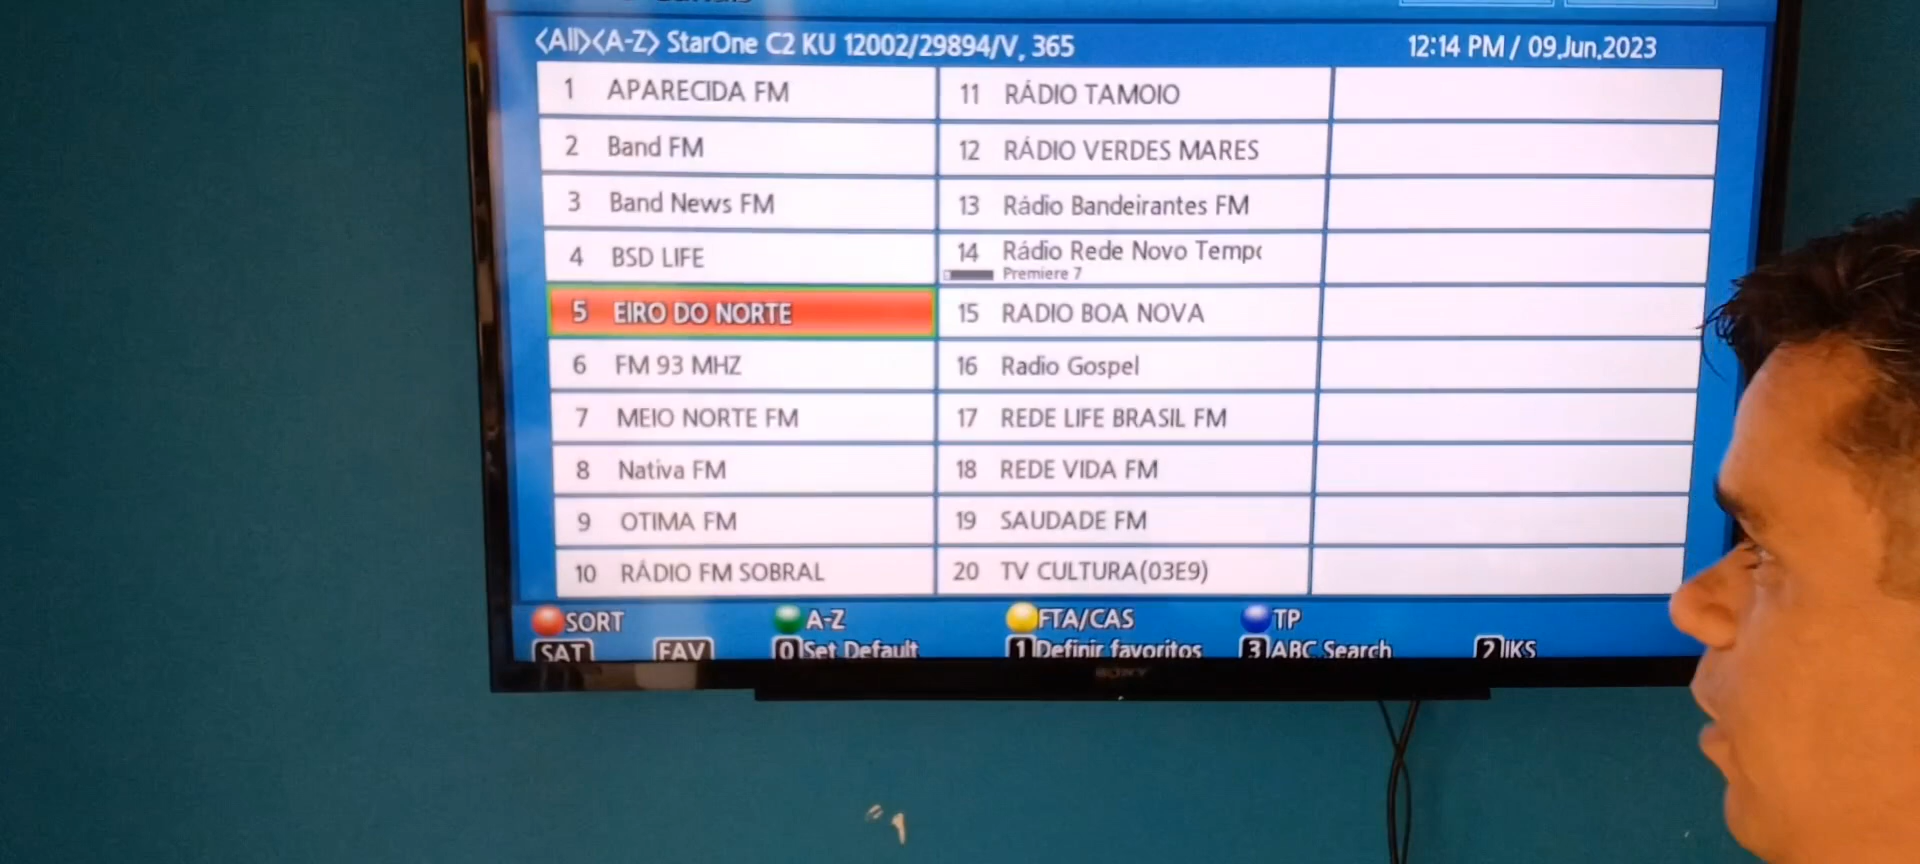 <All><A-Z> StarOne C2 KU 12002/29894/V, 365
12:14 PM / 09,Jun,2023
1 APARECIDA FM
2 Band FM
3 Band News FM
4 BSD LIFE
5 EIRO DO NORTE
6 FM 93 MHZ
7 MEIO NORTE FM
8 Nativa FM
9 OTIMA FM
10 RÁDIO FM SOBRAL
11 RÁDIO TAMOIO
12 RÁDIO VERDES MARES
13 Rádio Bandeirantes FM
14 Rádio Rede Novo Tempo
Premiere 7
15 RADIO BOA NOVA
16 Radio Gospel
17 REDE LIFE BRASIL FM
18 REDE VIDA FM
19 SAUDADE FM
20 TV CULTURA(03E9)
SORT A-Z FTA/CAS TP
SAT FAV 0 Set Default 1 Definir favoritos 3 ABC Search 2 IKS
SONY